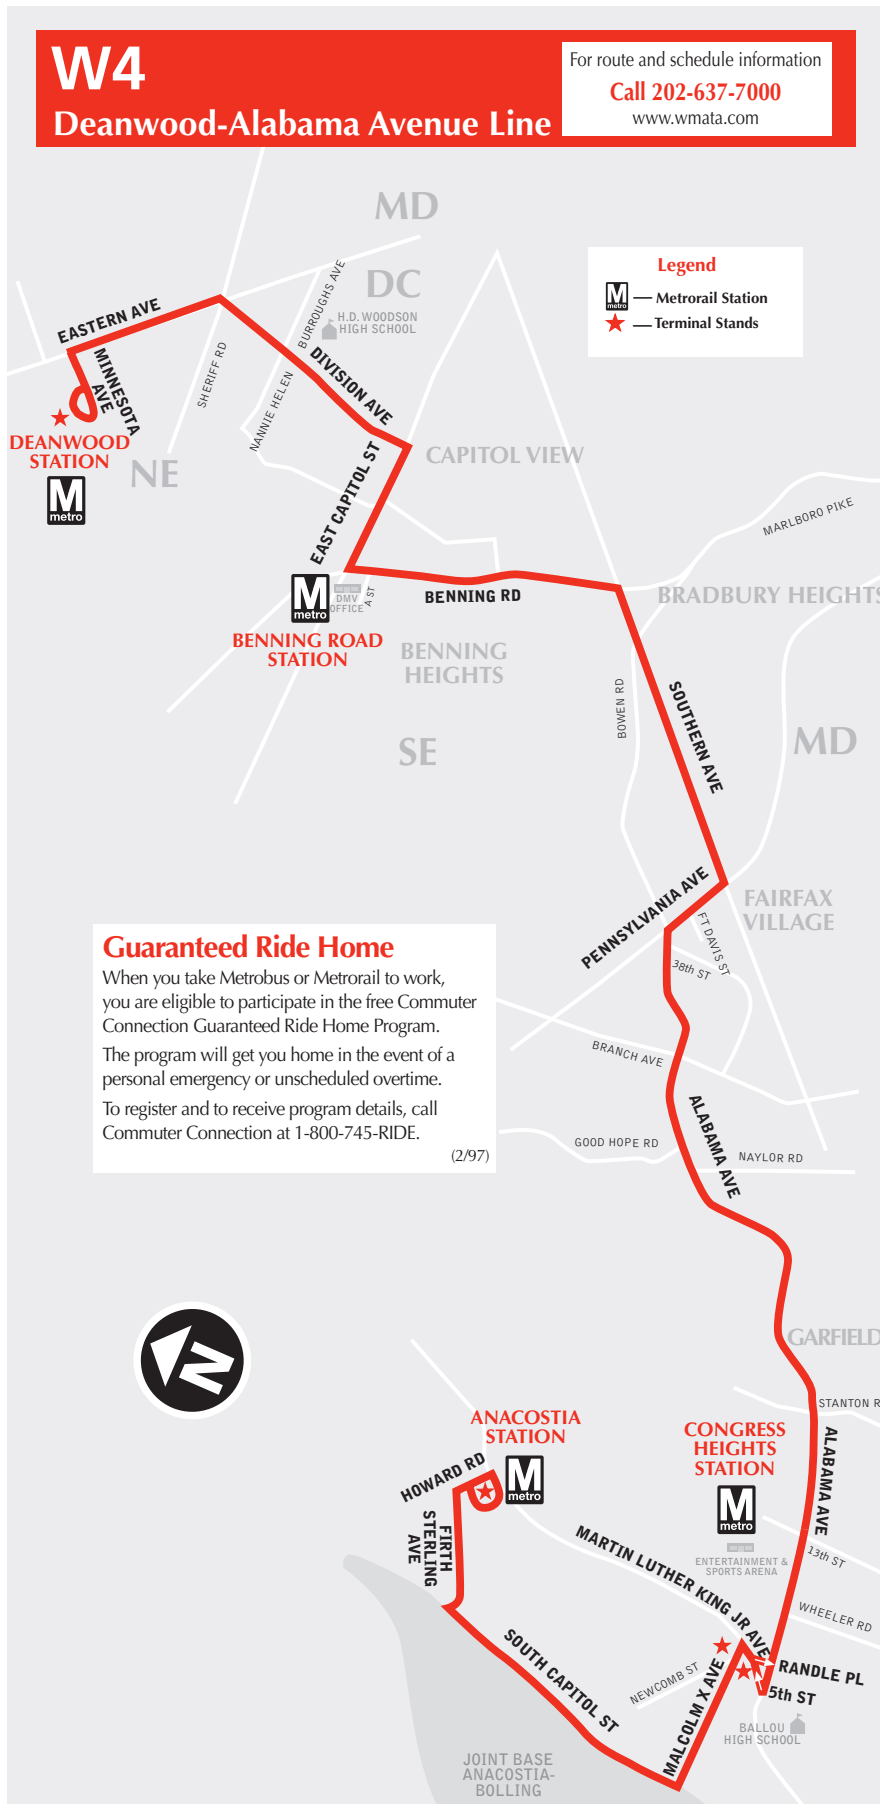 W4
Deanwood-Alabama Avenue Line
For route and schedule information
Call 202-637-7000
www.wmata.com
MD
DC
Legend
M
metro
Metrorail Station
Terminal Stands
EASTERN AVE
MINNESOTA
AVE
SHERIFF RD
BURROUGHS AVE
NANNIE HELEN
H.D. WOODSON
HIGH SCHOOL
DIVISION AVE
DEANWOOD
STATION
M
metro
NE
EAST CAPITOL ST
CAPITOL VIEW
MARLBORO PIKE
M
metro
DMV
OFFICE
A ST
BENNING RD
BRADBURY HEIGHTS
BENNING ROAD
STATION
BENNING
HEIGHTS
BOWEN RD
SOUTHERN AVE
SE
MD
PENNSYLVANIA AVE
FAIRFAX
VILLAGE
FT DAVIS ST
38th ST
Guaranteed Ride Home
When you take Metrobus or Metrorail to work,
you are eligible to participate in the free Commuter
Connection Guaranteed Ride Home Program.
The program will get you home in the event of a
personal emergency or unscheduled overtime.
To register and to receive program details, call
Commuter Connection at 1-800-745-RIDE.
(2/97)
BRANCH AVE
ALABAMA AVE
GOOD HOPE RD
NAYLOR RD
N
GARFIELD
STANTON R
ANACOSTIA
STATION
M
metro
HOWARD RD
FIRTH
STERLING
AVE
CONGRESS
HEIGHTS
STATION
M
metro
ALABAMA AVE
ENTERTAINMENT &
SPORTS ARENA
13th ST
MARTIN LUTHER KING JR AVE
WHEELER RD
RANDLE PL
5th ST
SOUTH CAPITOL ST
NEWCOMB ST
MALCOLM X AVE
BALLOU
HIGH SCHOOL
JOINT BASE
ANACOSTIA-
BOLLING